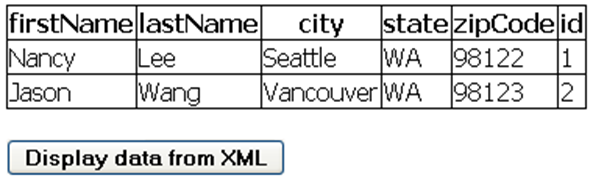 firstName lastName city state zipCode id
Nancy Lee Seattle WA 98122 1
Jason Wang Vancouver WA 98123 2
Display data from XML